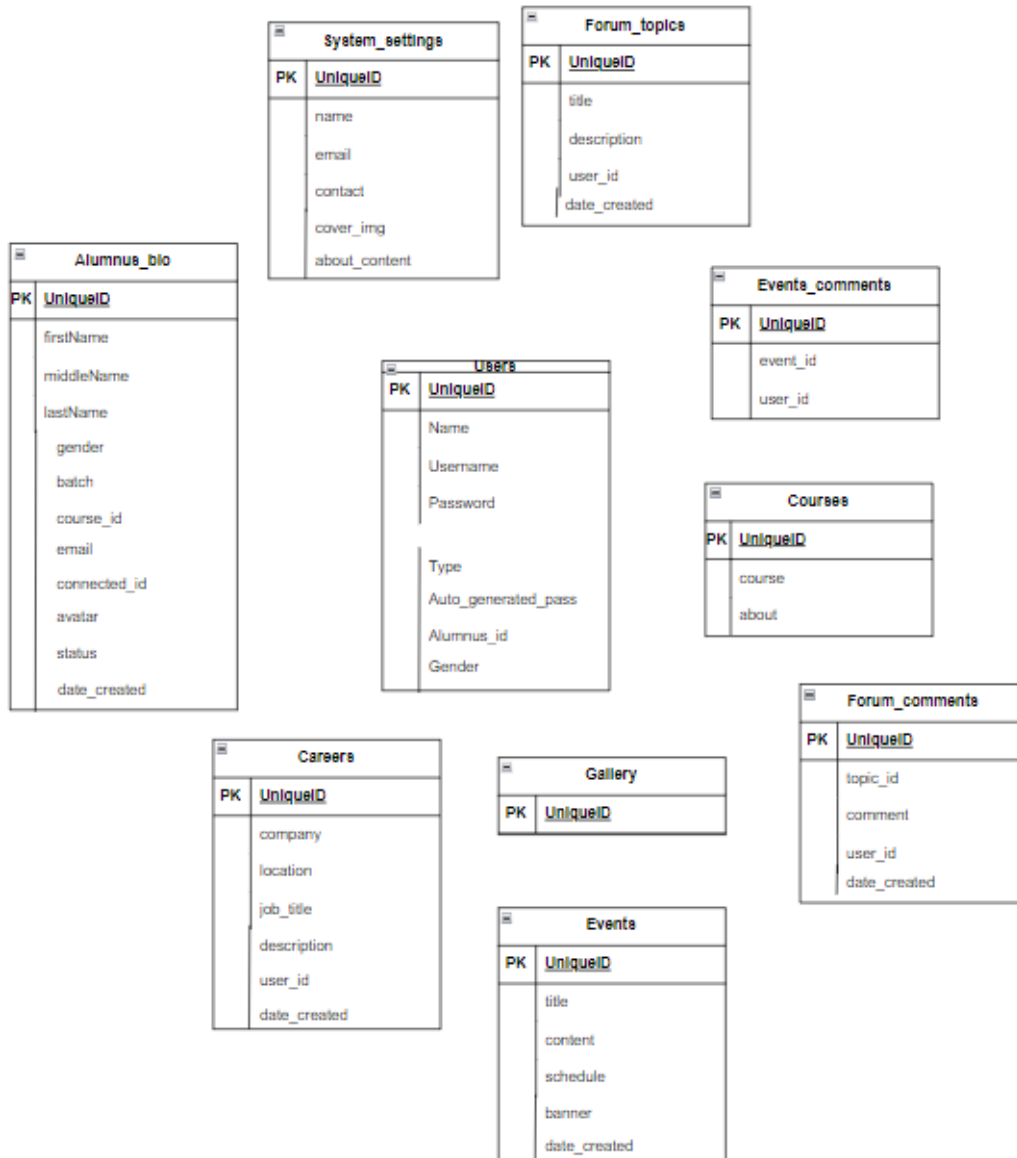 System_settings
PK UniqueID
name
email
contact
cover_img
about_content
Forum_topics
PK UniqueID
title
description
user_id
date_created
Alumnus_bio
PK UniqueID
firstName
middleName
lastName
gender
batch
course_id
email
connected_id
avatar
status
date_created
Users
PK UniqueID
Name
Username
Password
Type
Auto_generated_pass
Alumnus_id
Gender
Events_comments
PK UniqueID
event_id
user_id
Courses
PK UniqueID
course
about
Forum_comments
PK UniqueID
topic_id
comment
user_id
date_created
Careers
PK UniqueID
company
location
job_title
description
user_id
date_created
Gallery
PK UniqueID
Events
PK UniqueID
title
content
schedule
banner
date_created